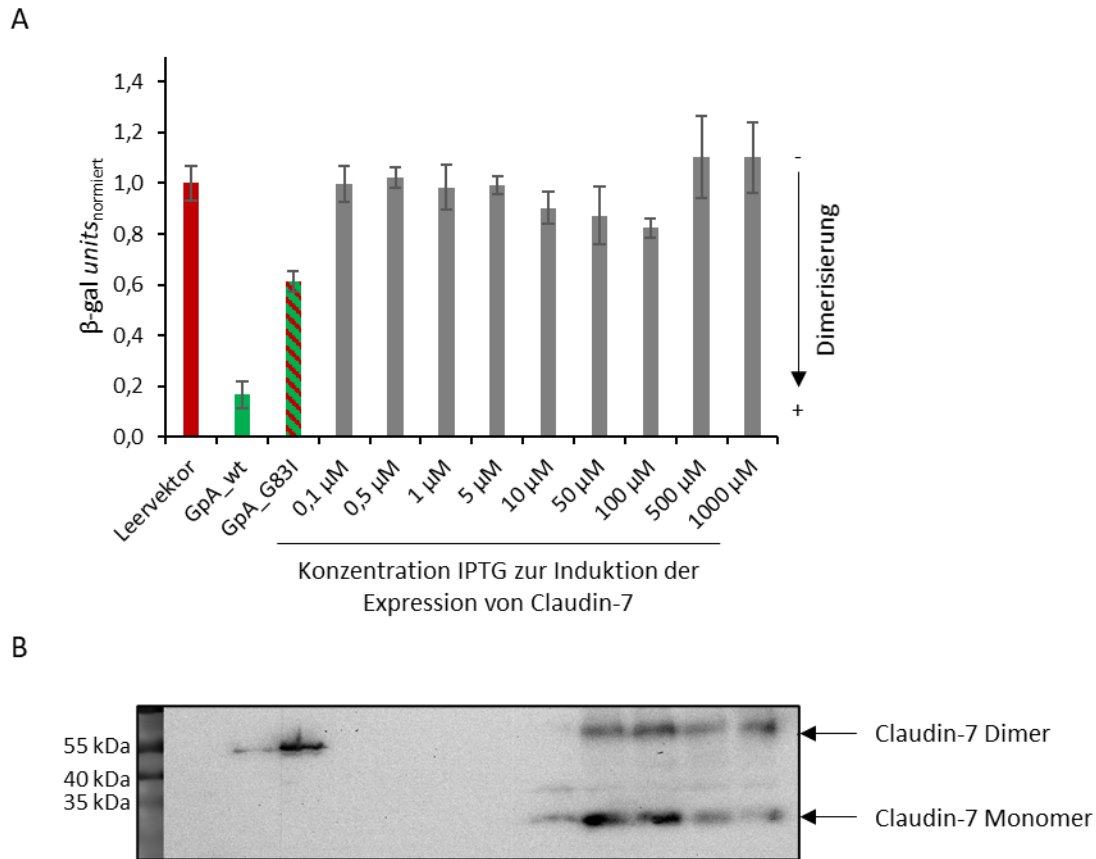 A
1,4
1,2
1,0
0,8
0,6
0,4
0,2
0,0
β-gal units normiert
-
Dimerisierung
+
Leervektor
GpA_wt
GpA_G83I
0,1 µM
0,5 µM
1 µM
5 µM
10 µM
50 µM
100 µM
500 µM
1000 µM
Konzentration IPTG zur Induktion der
Expression von Claudin-7
B
55 kDa
40 kDa
35 kDa
Claudin-7 Dimer
Claudin-7 Monomer